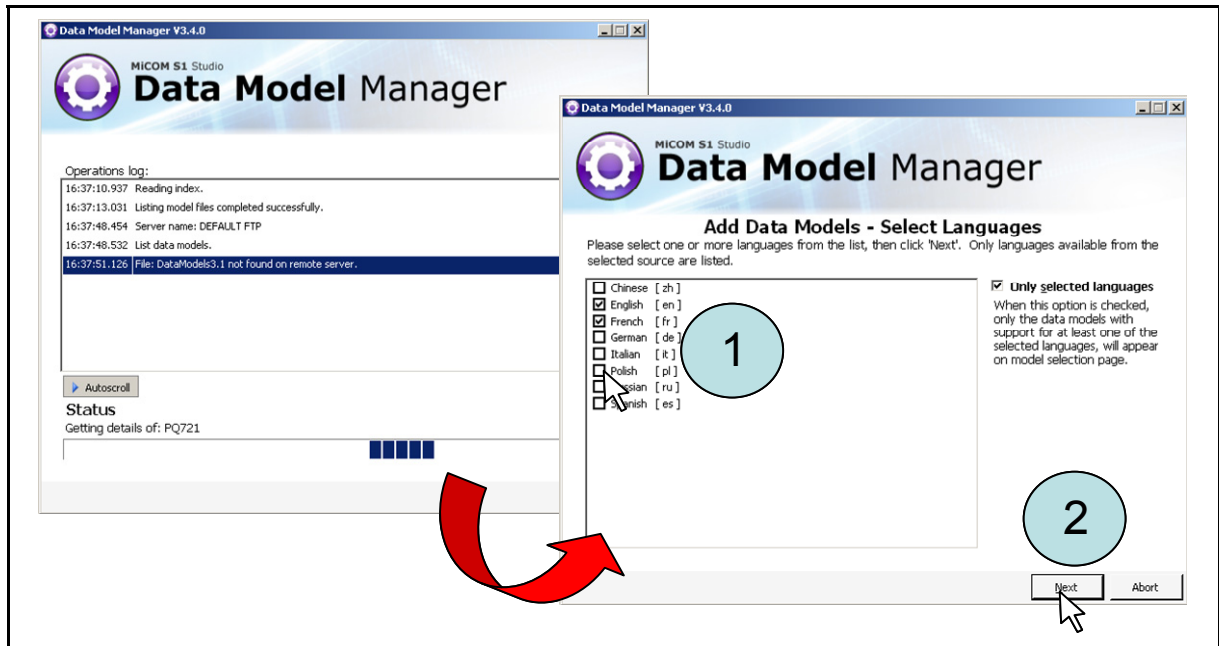 Data Model Manager V3.4.0
MiCOM S1 Studio
Data Model Manager
Operations log:
16:37:10.937 Reading index.
16:37:13.031 Listing model files completed successfully.
16:37:48.454 Server name: DEFAULT FTP
16:37:48.532 List data models.
16:37:51.126 File: DataModels3.1 not found on remote server.
Autoscroll
Status
Getting details of: PQ721
Data Model Manager V3.4.0
MiCOM S1 Studio
Data Model Manager
Add Data Models - Select Languages
Please select one or more languages from the list, then click 'Next'. Only languages available from the
selected source are listed.
Chinese [ zh ]
English [ en ]
French [ fr ]
German [ de ]
Italian [ it ]
Polish [ pl ]
[ ru ]
[ es ]
1
Only selected languages
When this option is checked,
only the data models with
support for at least one of the
selected languages, will appear
on model selection page.
2
Next
Abort